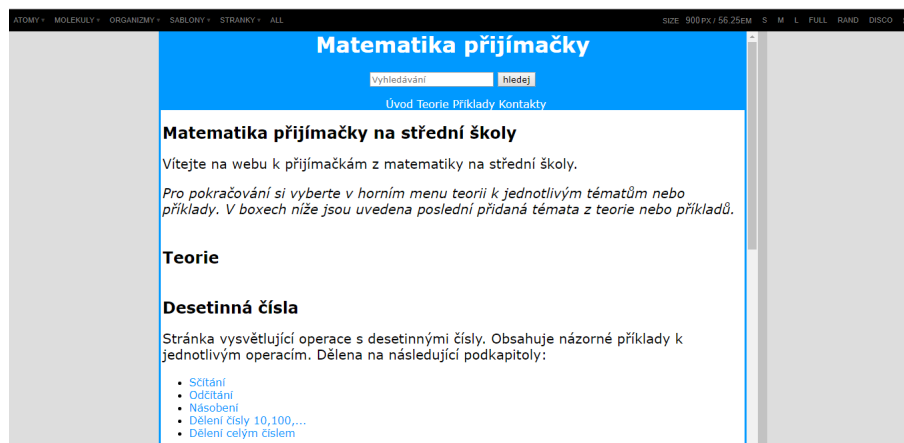 ATOMY▾ MOLEKULY▾ ORGANIZMY▾ SABLONY▾ STRANKY▾ ALL SIZE 900PX / 56.25EM S M L FULL RAND DISCO
Matematika přijímačky
Vyhledávání hledej
Úvod Teorie Příklady Kontakty
Matematika přijímačky na střední školy
Vítejte na webu k přijímačkám z matematiky na střední školy.
Pro pokračování si vyberte v horním menu teorii k jednotlivým tématům nebo
příklady. V boxech níže jsou uvedena poslední přidaná témata z teorie nebo příkladů.
Teorie
Desetinná čísla
Stránka vysvětlující operace s desetinnými čísly. Obsahuje názorné příklady k
jednotlivým operacím. Dělena na následující podkapitoly:
• Sčítání
• Odčítání
• Násobení
• Dělení čísly 10,100,...
• Dělení celým číslem